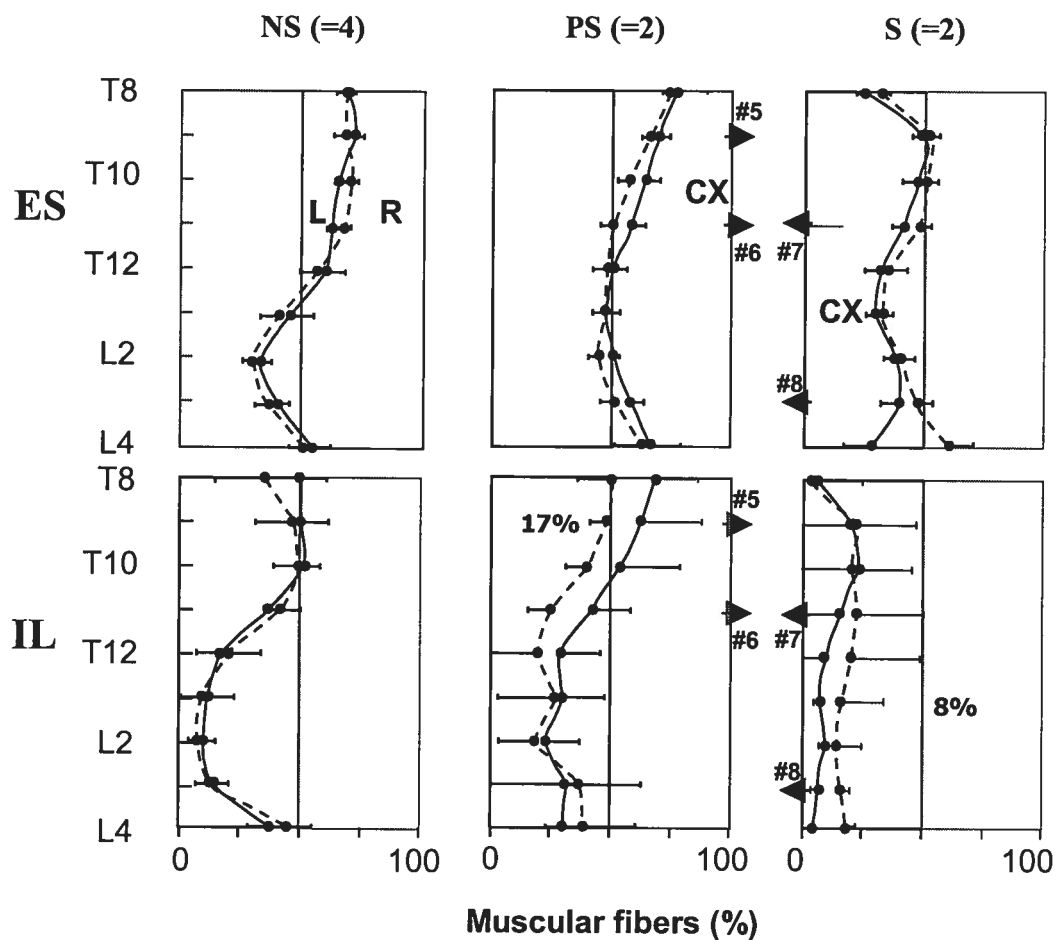 NS (=4) PS (=2) S (=2)
ES
T8
T10
T12
L2
L4
L R
CX
#5
#6
#7
CX
#8
IL
T8
T10
T12
L2
L4
17%
#5
#6
#7
8%
#8
0 100 0 100 0 100
Muscular fibers (%)